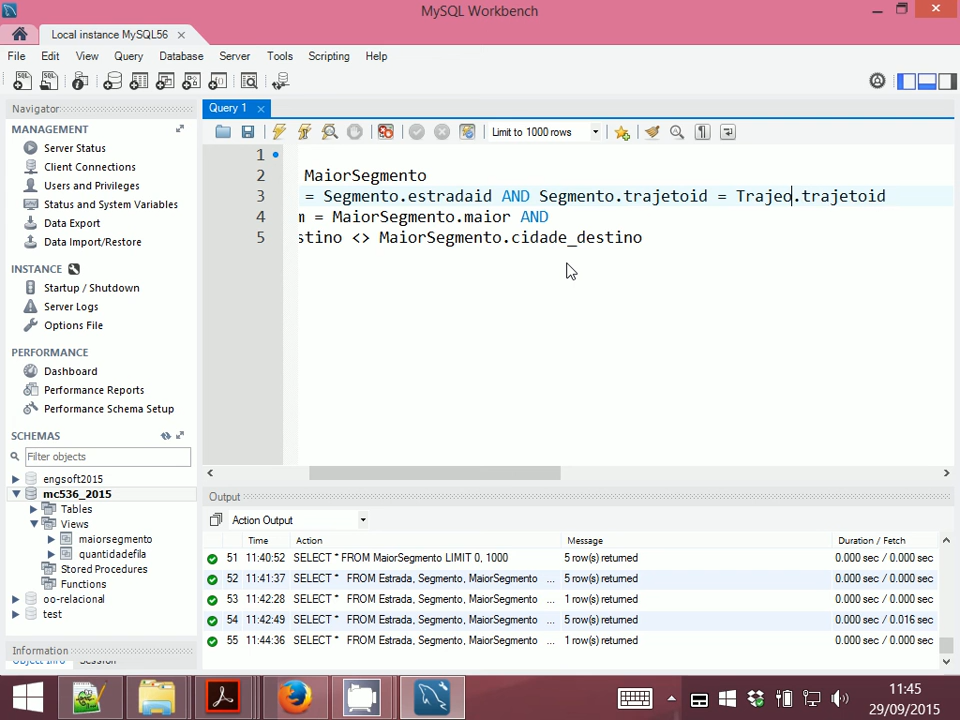 MySQL Workbench
Local instance MySQL56
File Edit View Query Database Server Tools Scripting Help
Navigator
MANAGEMENT
Server Status
Client Connections
Users and Privileges
Status and System Variables
Data Export
Data Import/Restore
INSTANCE
Startup / Shutdown
Server Logs
Options File
PERFORMANCE
Dashboard
Performance Reports
Performance Schema Setup
SCHEMAS
Filter objects
engsoft2015
mc536_2015
Tables
Views
maiorsegmento
quantidadefila
Stored Procedures
Functions
oo-relacional
test
Information
Object Info Session
Query 1
Limit to 1000 rows
1
2 MaiorSegmento
3 = Segmento.estradaid AND Segmento.trajetoid = Trajeo.trajetoid
4 m = MaiorSegmento.maior AND
5 stino <> MaiorSegmento.cidade_destino
Output
Action Output
Time Action Message Duration / Fetch
51 11:40:52 SELECT * FROM MaiorSegmento LIMIT 0, 1000 5 row(s) returned 0.000 sec / 0.000 sec
52 11:41:37 SELECT * FROM Estrada, Segmento, MaiorSegmento ... 5 row(s) returned 0.000 sec / 0.000 sec
53 11:42:28 SELECT * FROM Estrada, Segmento, MaiorSegmento ... 1 row(s) returned 0.000 sec / 0.000 sec
54 11:42:49 SELECT * FROM Estrada, Segmento, MaiorSegmento ... 5 row(s) returned 0.000 sec / 0.016 sec
55 11:44:36 SELECT * FROM Estrada, Segmento, MaiorSegmento ... 1 row(s) returned 0.000 sec / 0.000 sec
11:45
29/09/2015